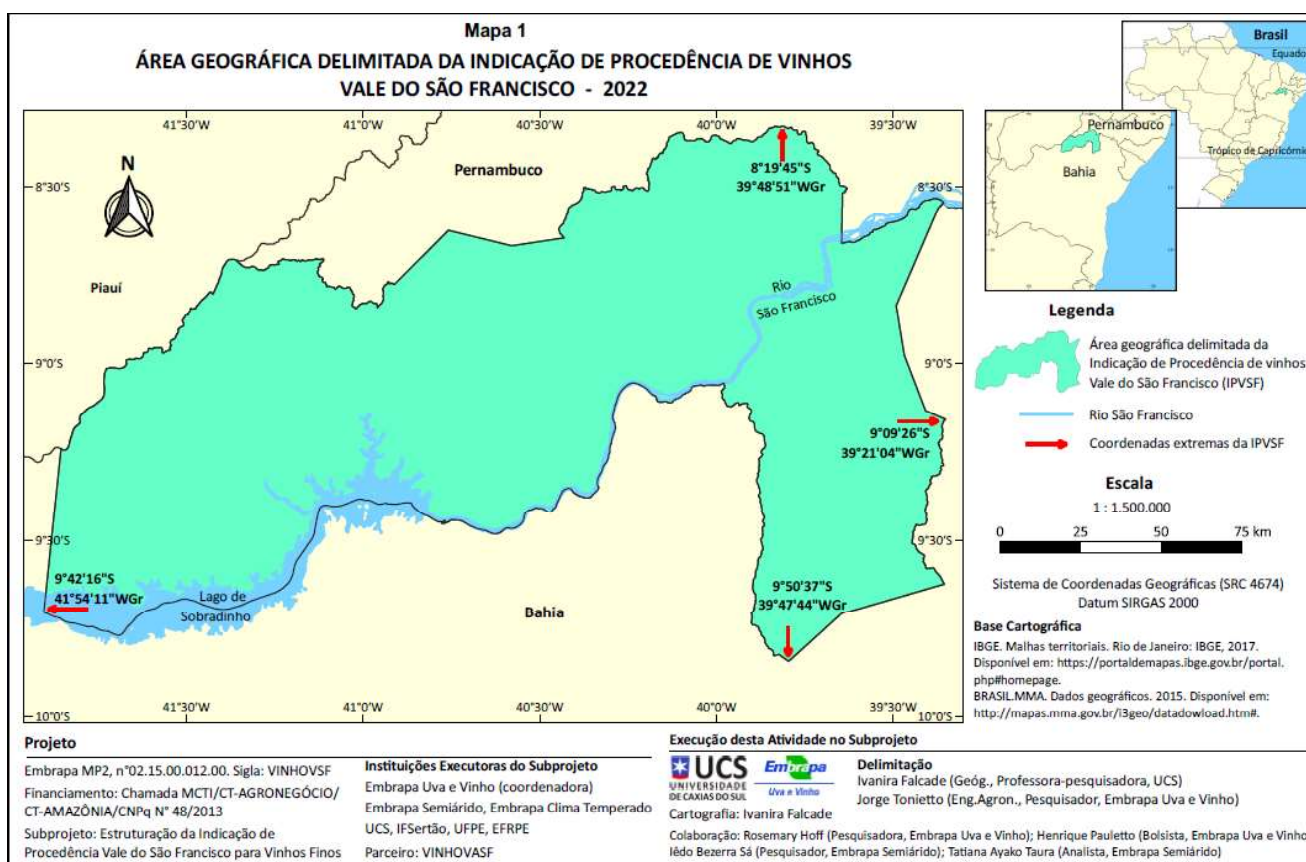 Mapa 1
ÁREA GEOGRÁFICA DELIMITADA DA INDICAÇÃO DE PROCEDÊNCIA DE VINHOS
VALE DO SÃO FRANCISCO - 2022
41°30'W
41°00'W
40°30'W
40°00'W
39°30'W
8°30'S
9°0'S
9°30'S
10°0'S
8°30'S
9°0'S
9°30'S
10°0'S
41°30'W
41°00'W
40°30'W
40°00'W
39°30'W
N
Piauí
Pernambuco
8°19'45"S
39°48'51"WGr
Rio
São Francisco
9°09'26"S
39°21'04"WGr
9°42'16"S
41°54'11"WGr
Lago de
Sobradinho
Bahia
9°50'37"S
39°47'44"WGr
Brasil
Equador
Trópico de Capricórnio
Pernambuco
Bahia
Legenda
Área geográfica delimitada da
Indicação de Procedência de vinhos
Vale do São Francisco (IPVSF)
Rio São Francisco
Coordenadas extremas da IPVSF
Escala
1 : 1.500.000
0 25 50 75 km
Sistema de Coordenadas Geográficas (SRC 4674)
Datum SIRGAS 2000
Base Cartográfica
IBGE. Malhas territoriais. Rio de Janeiro: IBGE, 2017.
Disponível em: https://portaldemapas.ibge.gov.br/portal.
php#homepage.
BRASIL.MMA. Dados geográficos. 2015. Disponível em:
http://mapas.mma.gov.br/i3geo/datadowload.htm#.
Projeto
Embrapa MP2, n°02.15.00.012.00. Sigla: VINHOVSF
Financiamento: Chamada MCTI/CT-AGRONEGÓCIO/
CT-AMAZÔNIA/CNPq N° 48/2013
Subprojeto: Estruturação da Indicação de
Procedência Vale do São Francisco para Vinhos Finos
Instituições Executoras do Subprojeto
Embrapa Uva e Vinho (coordenadora)
Embrapa Semiárido, Embrapa Clima Temperado
UCS, IFSertão, UFPE, EFRPE
Parceiro: VINHOVASF
Execução desta Atividade no Subprojeto
UCS
UNIVERSIDADE
DE CAXIAS DO SUL
Embrapa
Uva e Vinho
Cartografia: Ivanira Falcade
Delimitação
Ivanira Falcade (Geóg., Professora-pesquisadora, UCS)
Jorge Tonietto (Eng.Agron., Pesquisador, Embrapa Uva e Vinho)
Colaboração: Rosemary Hoff (Pesquisadora, Embrapa Uva e Vinho); Henrique Pauletto (Bolsista, Embrapa Uva e Vinho
Iêdo Bezerra Sá (Pesquisador, Embrapa Semiárido); Tatiana Ayako Taura (Analista, Embrapa Semiárido)